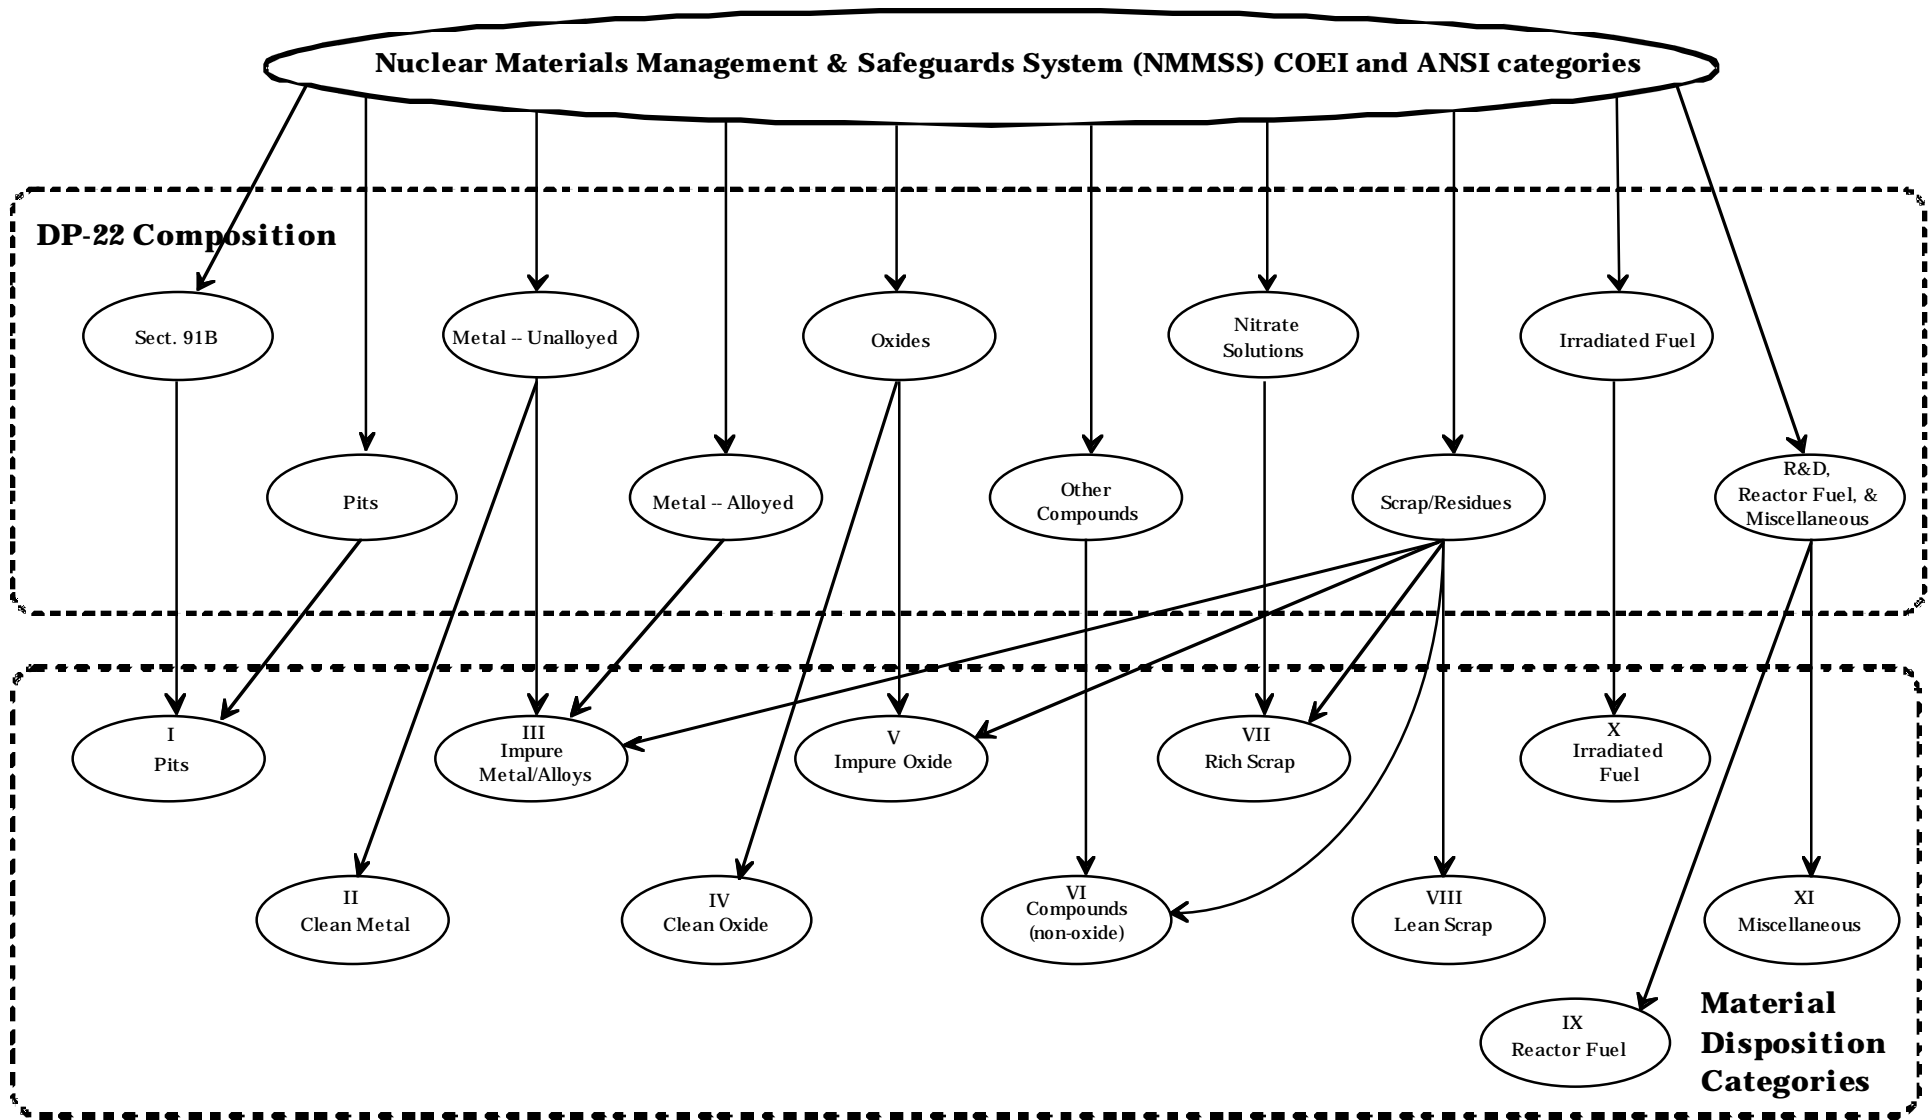 Nuclear Materials Management & Safeguards System (NMMSS) COEI and ANSI categories
DP-22 Composition
Sect. 91B
Metal -- Unalloyed
Oxides
Nitrate
Solutions
Irradiated Fuel
Pits
Metal -- Alloyed
Other
Compounds
Scrap/Residues
R&D,
Reactor Fuel, &
Miscellaneous
I
Pits
III
Impure
Metal/Alloys
V
Impure Oxide
VII
Rich Scrap
X
Irradiated
Fuel
II
Clean Metal
IV
Clean Oxide
VI
Compounds
(non-oxide)
VIII
Lean Scrap
XI
Miscellaneous
IX
Reactor Fuel
Material
Disposition
Categories